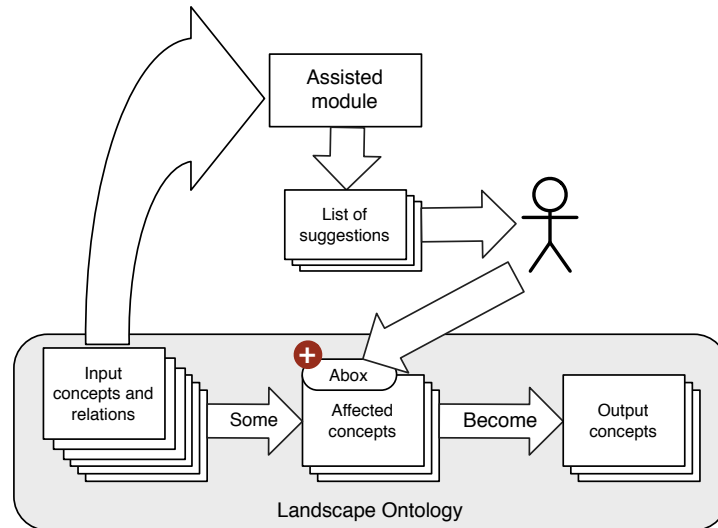 Assisted
module
List of
suggestions
+
Abox
Input
concepts and
relations
Some
Affected
concepts
Become
Output
concepts
Landscape Ontology